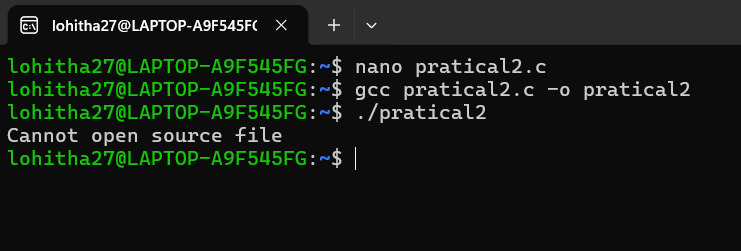 lohitha27@LAPTOP-A9F545FG
lohitha27@LAPTOP-A9F545FG:~$ nano pratical2.c
lohitha27@LAPTOP-A9F545FG:~$ gcc pratical2.c -o pratical2
lohitha27@LAPTOP-A9F545FG:~$ ./pratical2
Cannot open source file
lohitha27@LAPTOP-A9F545FG:~$